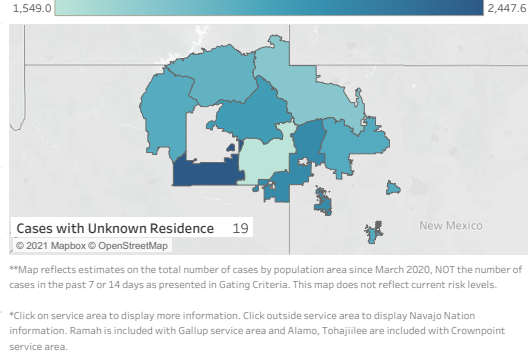 1,549.0 2,447.6
New Mexico
Cases with Unknown Residence 19
© 2021 Mapbox © OpenStreetMap
**Map reflects estimates on the total number of cases by population area since March 2020, NOT the number of
cases in the past 7 or 14 days as presented in Gating Criteria. This map does not reflect current risk levels.
*Click on service area to display more information. Click outside service area to display Navajo Nation
information. Ramah is included with Gallup service area and Alamo, Tohajiilee are included with Crownpoint
service area.